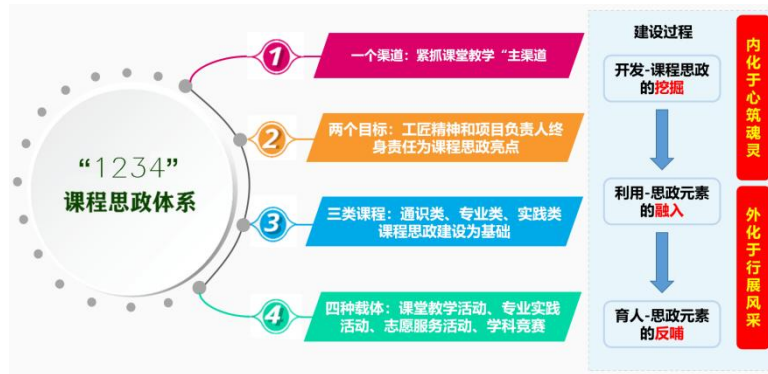 “1234”
课程思政体系
1
一个渠道：紧抓课堂教学“主渠道
2
两个目标：工匠精神和项目负责人终
身责任为课程思政亮点
3
三类课程：通识类、专业类、实践类
课程思政建设为基础
4
四种载体：课堂教学活动、专业实践
活动、志愿服务活动、学科竞赛
建设过程
开发-课程思政
的挖掘
利用-思政元素
的融入
育人-思政元素
的反哺
内化于心筑魂灵
外化于行展风采